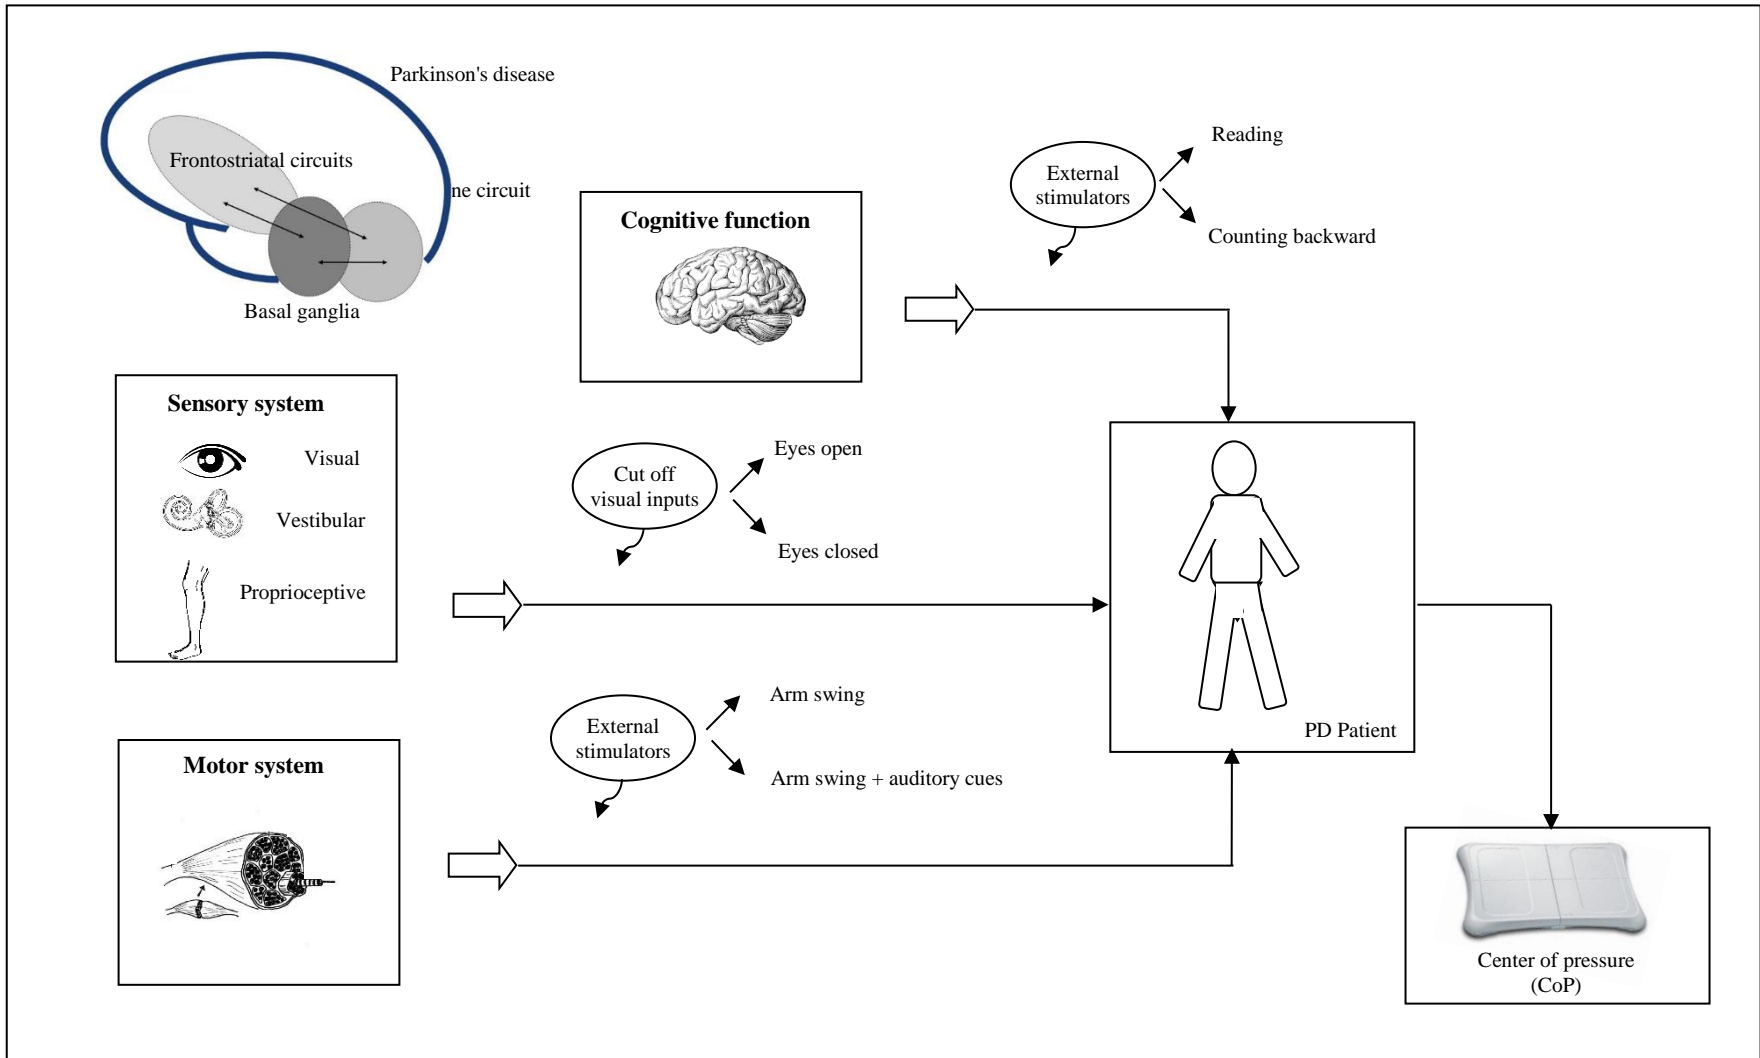 Parkinson's disease
Frontostriatal circuits
ne circuit
Basal ganglia
Cognitive function
External
stimulators
Reading
Counting backward
Sensory system
Visual
Vestibular
Proprioceptive
Cut off
visual inputs
Eyes open
Eyes closed
Motor system
External
stimulators
Arm swing
Arm swing + auditory cues
PD Patient
Center of pressure
(CoP)